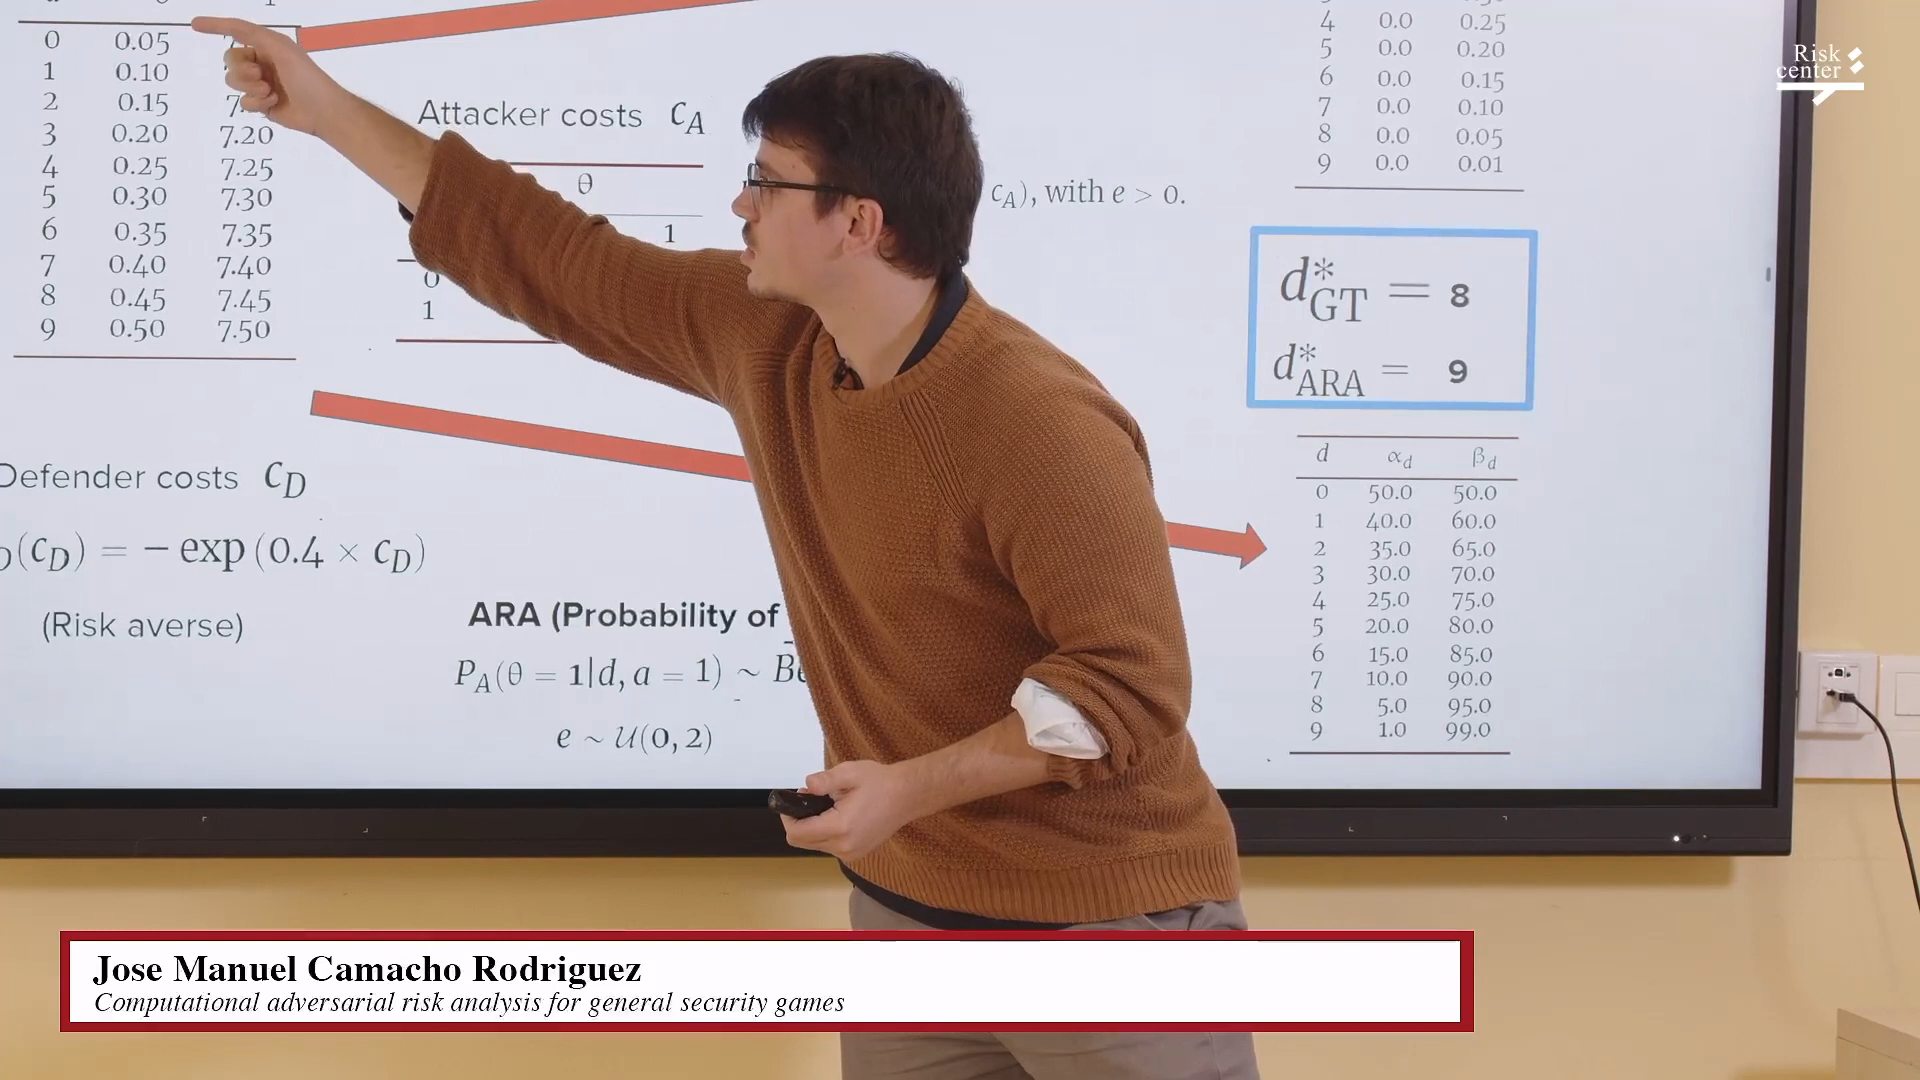 0 0.05
1 0.10
2 0.15
3 0.20 7.20
4 0.25 7.25
5 0.30 7.30
6 0.35 7.35
7 0.40 7.40
8 0.45 7.45
9 0.50 7.50
Attacker costs c_A
θ
1
0
1
c_A), with e > 0.
4 0.0 0.25
5 0.0 0.20
6 0.0 0.15
7 0.0 0.10
8 0.0 0.05
9 0.0 0.01
Risk
center
d*_GT = 8
d*_ARA = 9
Defender costs c_D
(c_D) = − exp (0.4 × c_D)
(Risk averse)
ARA (Probability of
P_A(θ = 1|d, a = 1) ~
e ~ U(0, 2)
d α_d β_d
0 50.0 50.0
1 40.0 60.0
2 35.0 65.0
3 30.0 70.0
4 25.0 75.0
5 20.0 80.0
6 15.0 85.0
7 10.0 90.0
8 5.0 95.0
9 1.0 99.0
Jose Manuel Camacho Rodriguez
Computational adversarial risk analysis for general security games